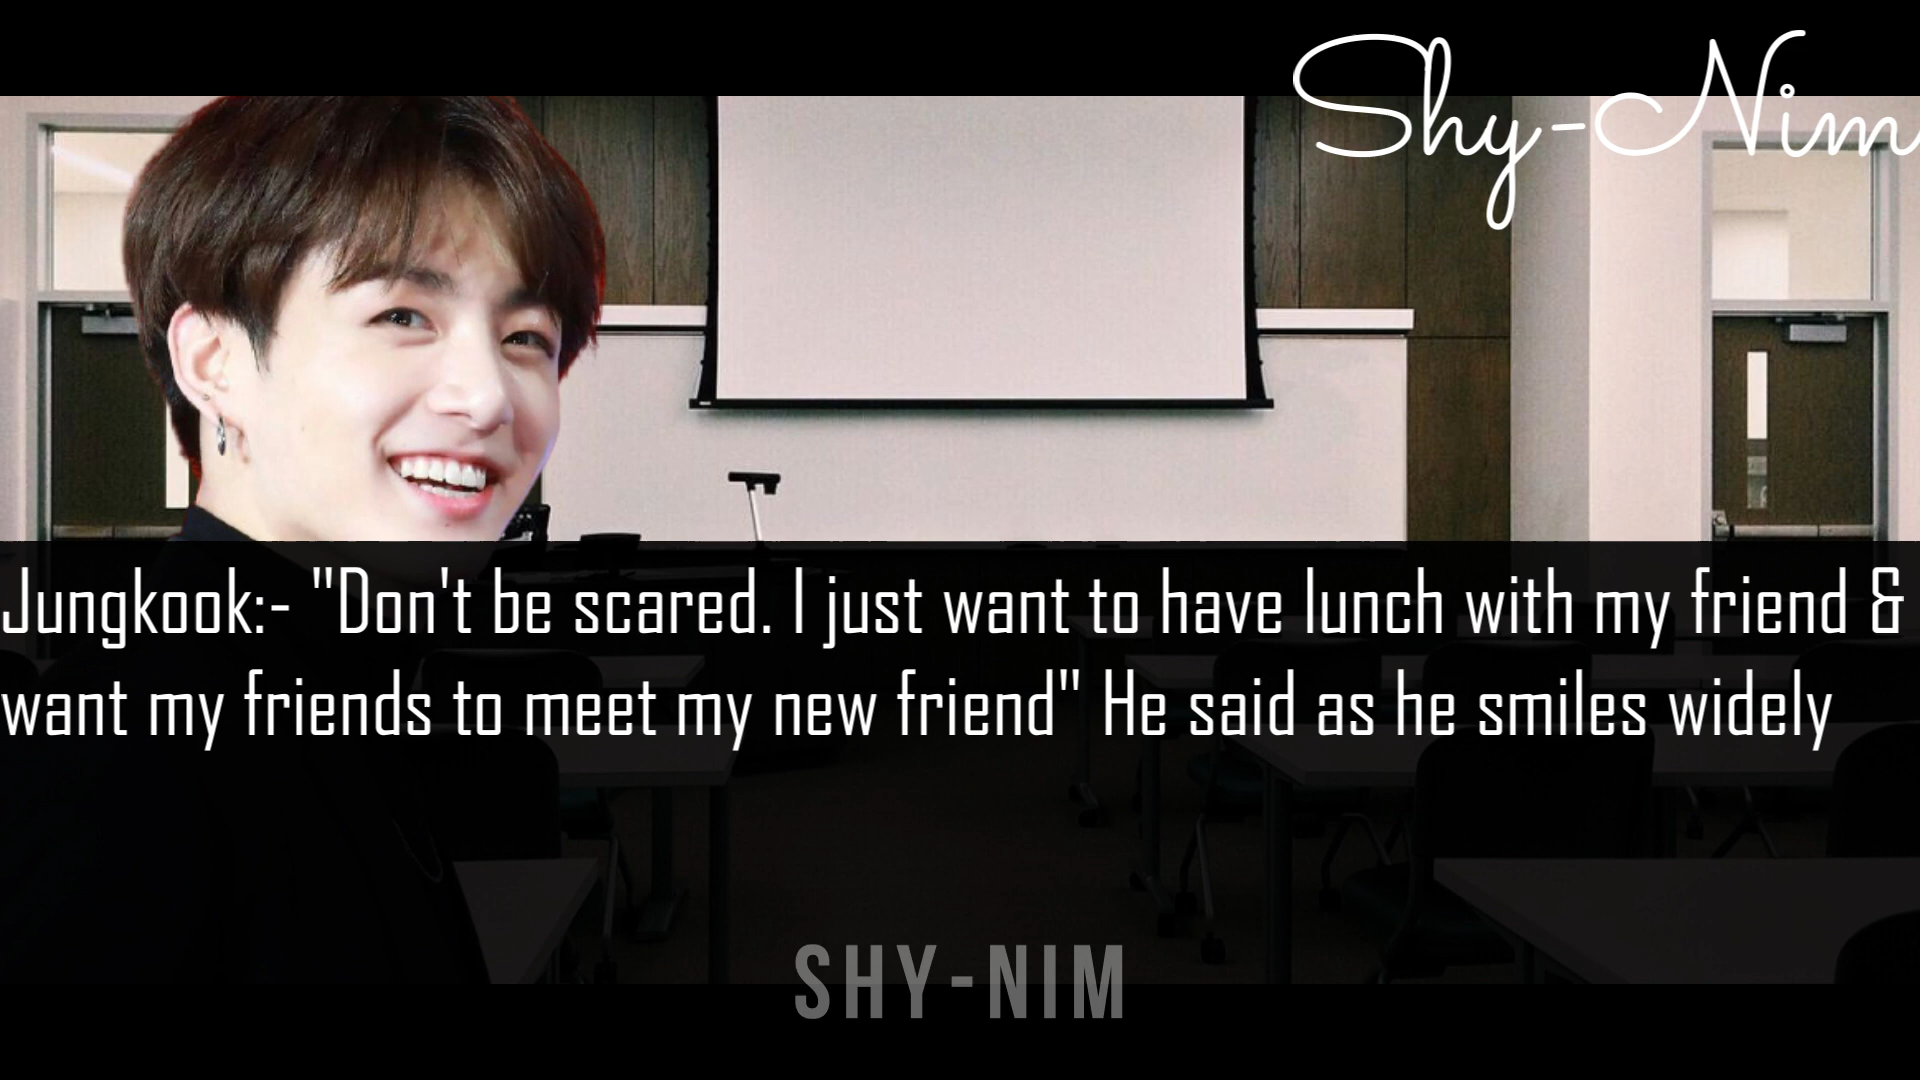 Shy-Nim
Jungkook:- "Don't be scared. I just want to have lunch with my friend &
want my friends to meet my new friend" He said as he smiles widely
SHY-NIM